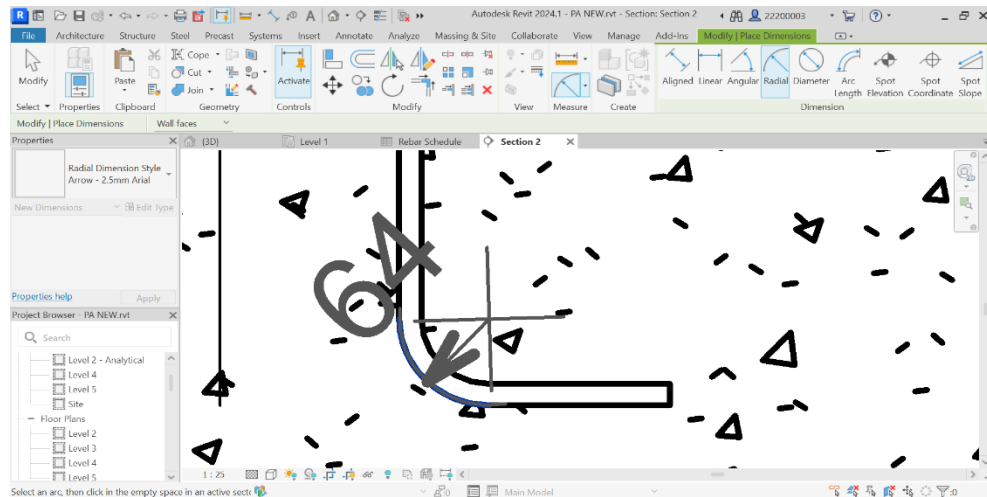 Autodesk Revit 2024.1 - PA NEW.rvt - Section: Section 2
22200003
File Architecture Structure Steel Precast Systems Insert Annotate Analyze Massing & Site Collaborate View Manage Add-Ins Modify | Place Dimensions
Cope
Cut
Join
Modify Paste Activate Aligned Linear Angular Radial Diameter Arc Length Spot Elevation Spot Coordinate Spot Slope
Select Properties Clipboard Geometry Controls Modify View Measure Create Dimension
Modify | Place Dimensions Wall faces
Properties
{3D} Level 1 Rebar Schedule Section 2
Radial Dimension Style
Arrow - 2.5mm Arial
New Dimensions Edit Type
Properties help Apply
Project Browser - PA NEW.rvt
Search
Level 2 - Analytical
Level 4
Level 5
Site
Floor Plans
Level 2
Level 3
Level 4
Level 5
64
1 : 25
Select an arc, then click in the empty space in an active secti
:0 Main Model :0